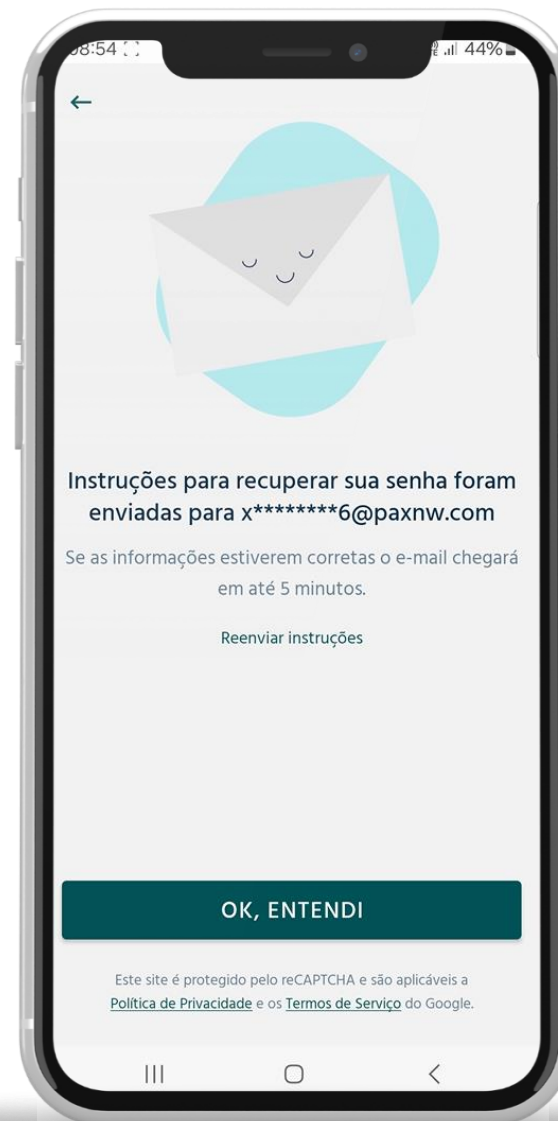 08:54
44%
Instruções para recuperar sua senha foram
enviadas para x********6@paxnw.com
Se as informações estiverem corretas o e-mail chegará
em até 5 minutos.
Reenviar instruções
OK, ENTENDI
Este site é protegido pelo reCAPTCHA e são aplicáveis a
Política de Privacidade e os Termos de Serviço do Google.